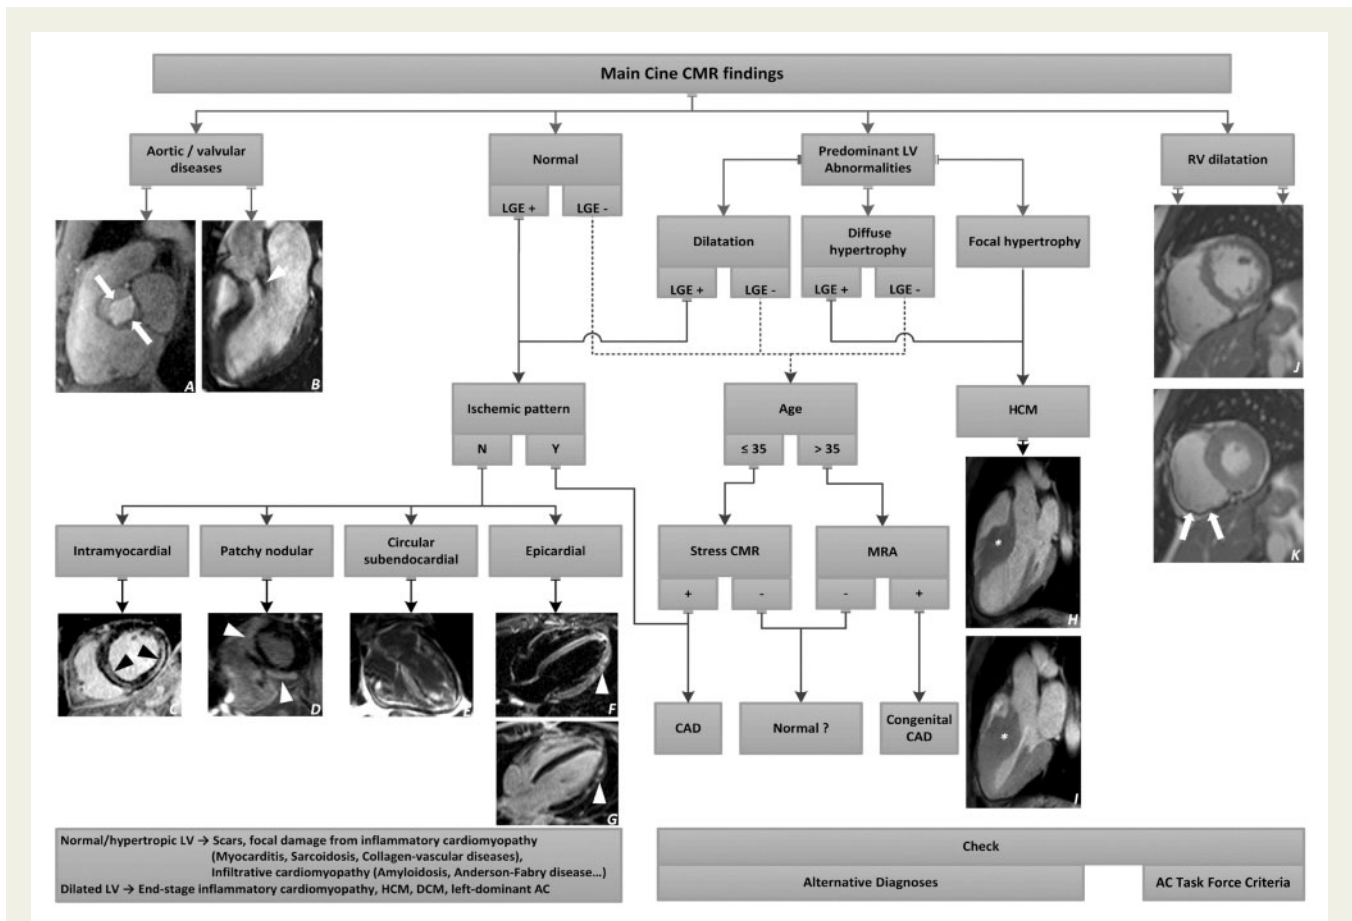 Main Cine CMR findings
Aortic / valvular
diseases
Normal
LGE +
LGE -
Predominant LV
Abnormalities
RV dilatation
Dilatation
LGE +
LGE -
Diffuse
hypertrophy
LGE +
LGE -
Focal hypertrophy
A
B
J
K
Ischemic pattern
N
Y
Age
≤ 35
> 35
HCM
Intramyocardial
Patchy nodular
Circular
subendocardial
Epicardial
Stress CMR
+
-
MRA
-
+
*
H
C
D
E
F
G
CAD
Normal ?
Congenital
CAD
*
I
Normal/hypertropic LV → Scars, focal damage from inflammatory cardiomyopathy
(Myocarditis, Sarcoidosis, Collagen-vascular diseases),
Infiltrative cardiomyopathy (Amyloidosis, Anderson-Fabry disease...)
Dilated LV → End-stage inflammatory cardiomyopathy, HCM, DCM, left-dominant AC
Check
Alternative Diagnoses
AC Task Force Criteria